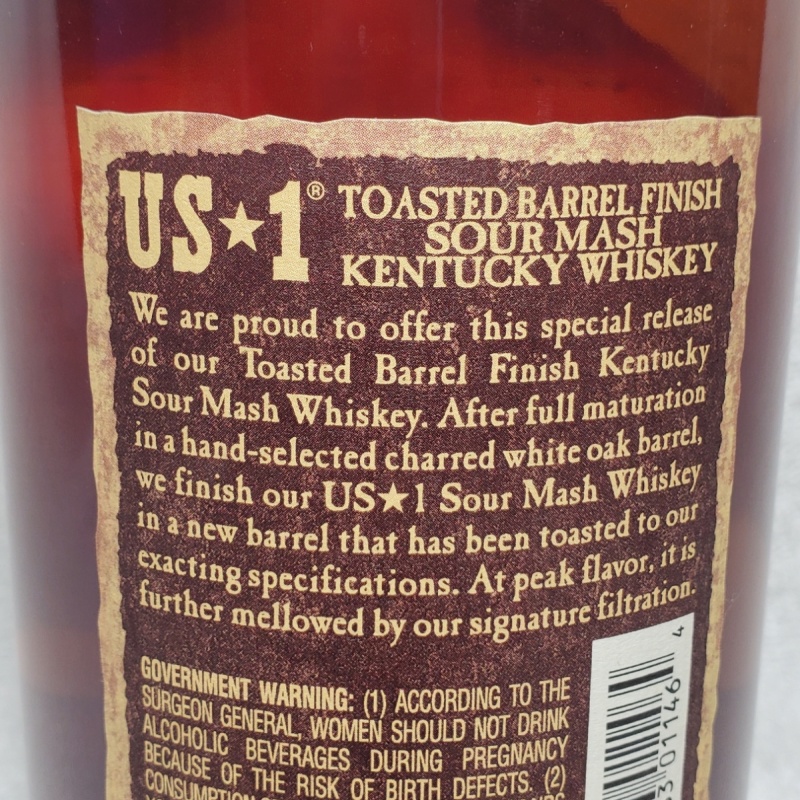 US★1® TOASTED BARREL FINISH
SOUR MASH
KENTUCKY WHISKEY
We are proud to offer this special release
of our Toasted Barrel Finish Kentucky
Sour Mash Whiskey. After full maturation
in a hand-selected charred white oak barrel,
we finish our US★1 Sour Mash Whiskey
in a new barrel that has been toasted to our
exacting specifications. At peak flavor, it is
further mellowed by our signature filtration.
GOVERNMENT WARNING: (1) ACCORDING TO THE
SURGEON GENERAL, WOMEN SHOULD NOT DRINK
ALCOHOLIC BEVERAGES DURING PREGNANCY
BECAUSE OF THE RISK OF BIRTH DEFECTS. (2)
CONSUMPTION
3 01146 4